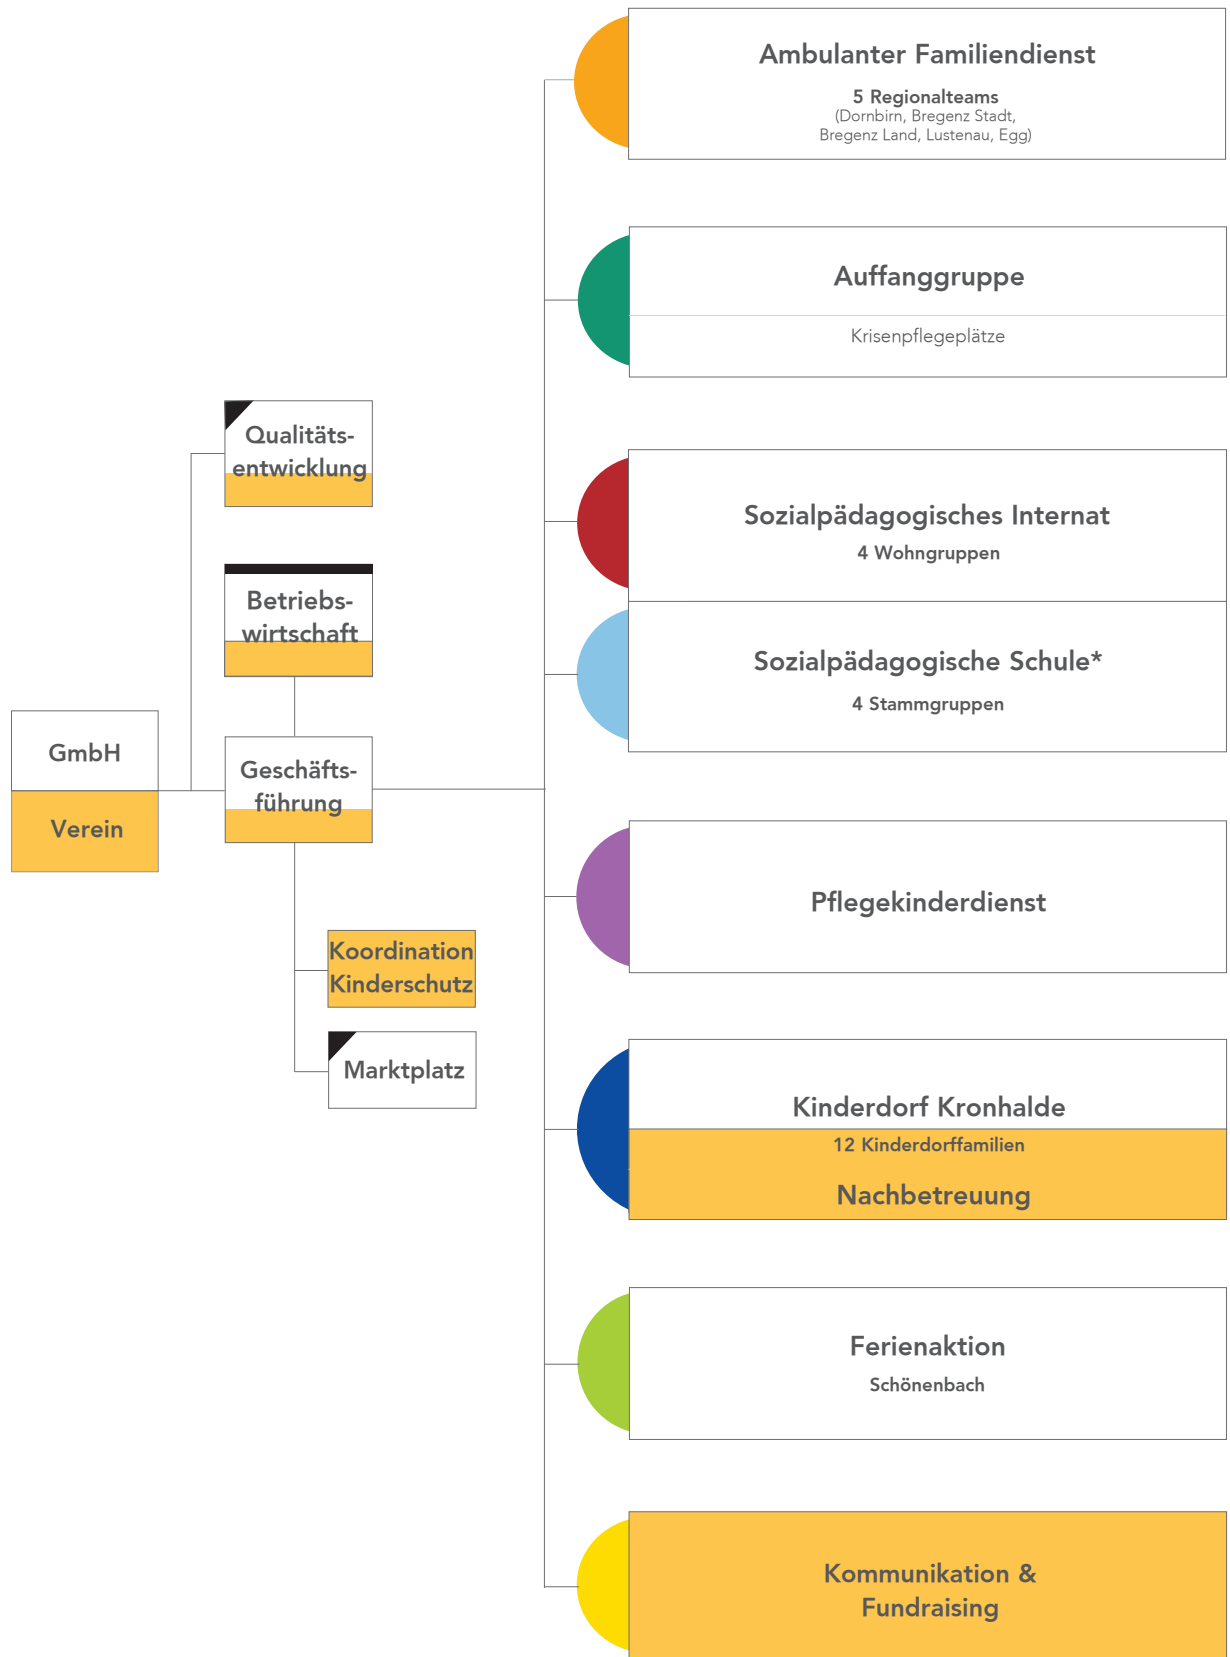 GmbH
Verein
Qualitäts-
entwicklung
Betriebs-
wirtschaft
Geschäfts-
führung
Koordination
Kinderschutz
Marktplatz
Ambulanter Familiendienst
5 Regionalteams
(Dornbirn, Bregenz Stadt,
Bregenz Land, Lustenau, Egg)
Auffanggruppe
Krisenpflegeplätze
Sozialpädagogisches Internat
4 Wohngruppen
Sozialpädagogische Schule*
4 Stammgruppen
Pflegekinderdienst
Kinderdorf Kronhalde
12 Kinderdorffamilien
Nachbetreuung
Ferienaktion
Schönenbach
Kommunikation &
Fundraising